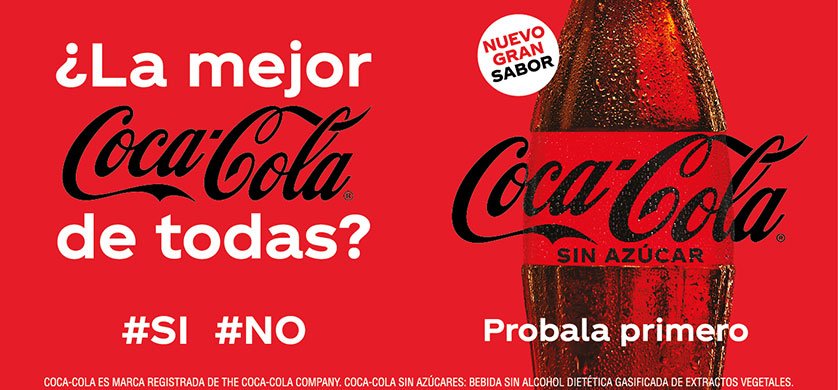 ¿La mejor
Coca-Cola®
de todas?
#SI #NO
NUEVO
GRAN
SABOR
Coca-Cola®
SIN AZÚCAR
Probala primero
COCA-COLA ES MARCA REGISTRADA DE THE COCA-COLA COMPANY. COCA-COLA SIN AZÚCARES: BEBIDA SIN ALCOHOL DIETÉTICA GASIFICADA DE EXTRACTOS VEGETALES.